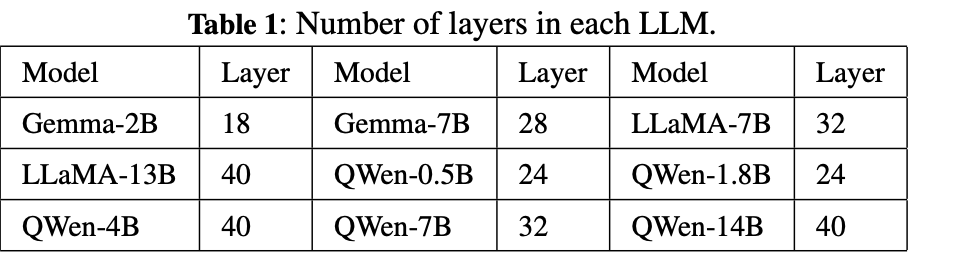 Table 1: Number of layers in each LLM.
Model Layer Model Layer Model Layer
Gemma-2B 18 Gemma-7B 28 LLaMA-7B 32
LLaMA-13B 40 QWen-0.5B 24 QWen-1.8B 24
QWen-4B 40 QWen-7B 32 QWen-14B 40